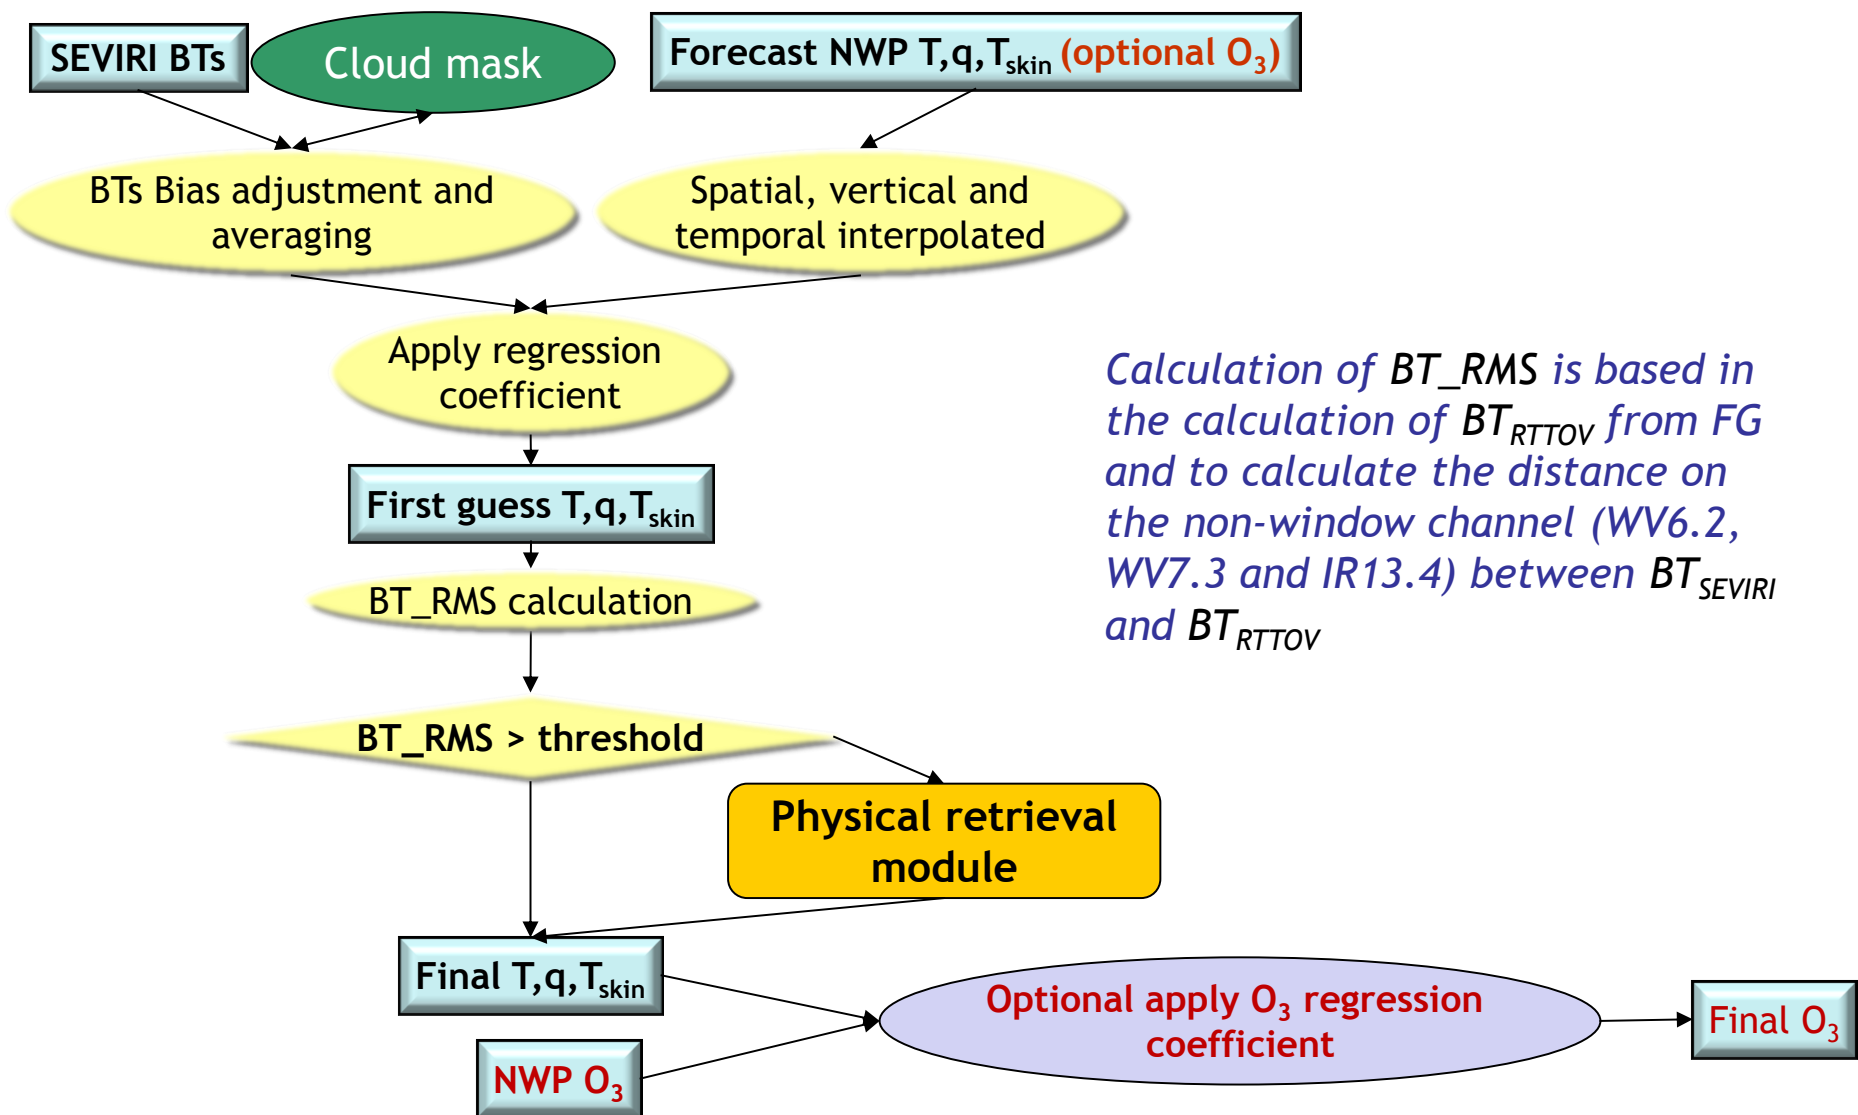 SEVIRI BTs
Cloud mask
Forecast NWP T,q,Tskin (optional O3)
BTs Bias adjustment and
averaging
Spatial, vertical and
temporal interpolated
Apply regression
coefficient
First guess T,q,Tskin
BT_RMS calculation
Calculation of BT_RMS is based in
the calculation of BTRTTOV from FG
and to calculate the distance on
the non-window channel (WV6.2,
WV7.3 and IR13.4) between BTSEVIRI
and BTRTTOV
BT_RMS > threshold
Physical retrieval
module
Final T,q,Tskin
NWP O3
Optional apply O3 regression
coefficient
Final O3